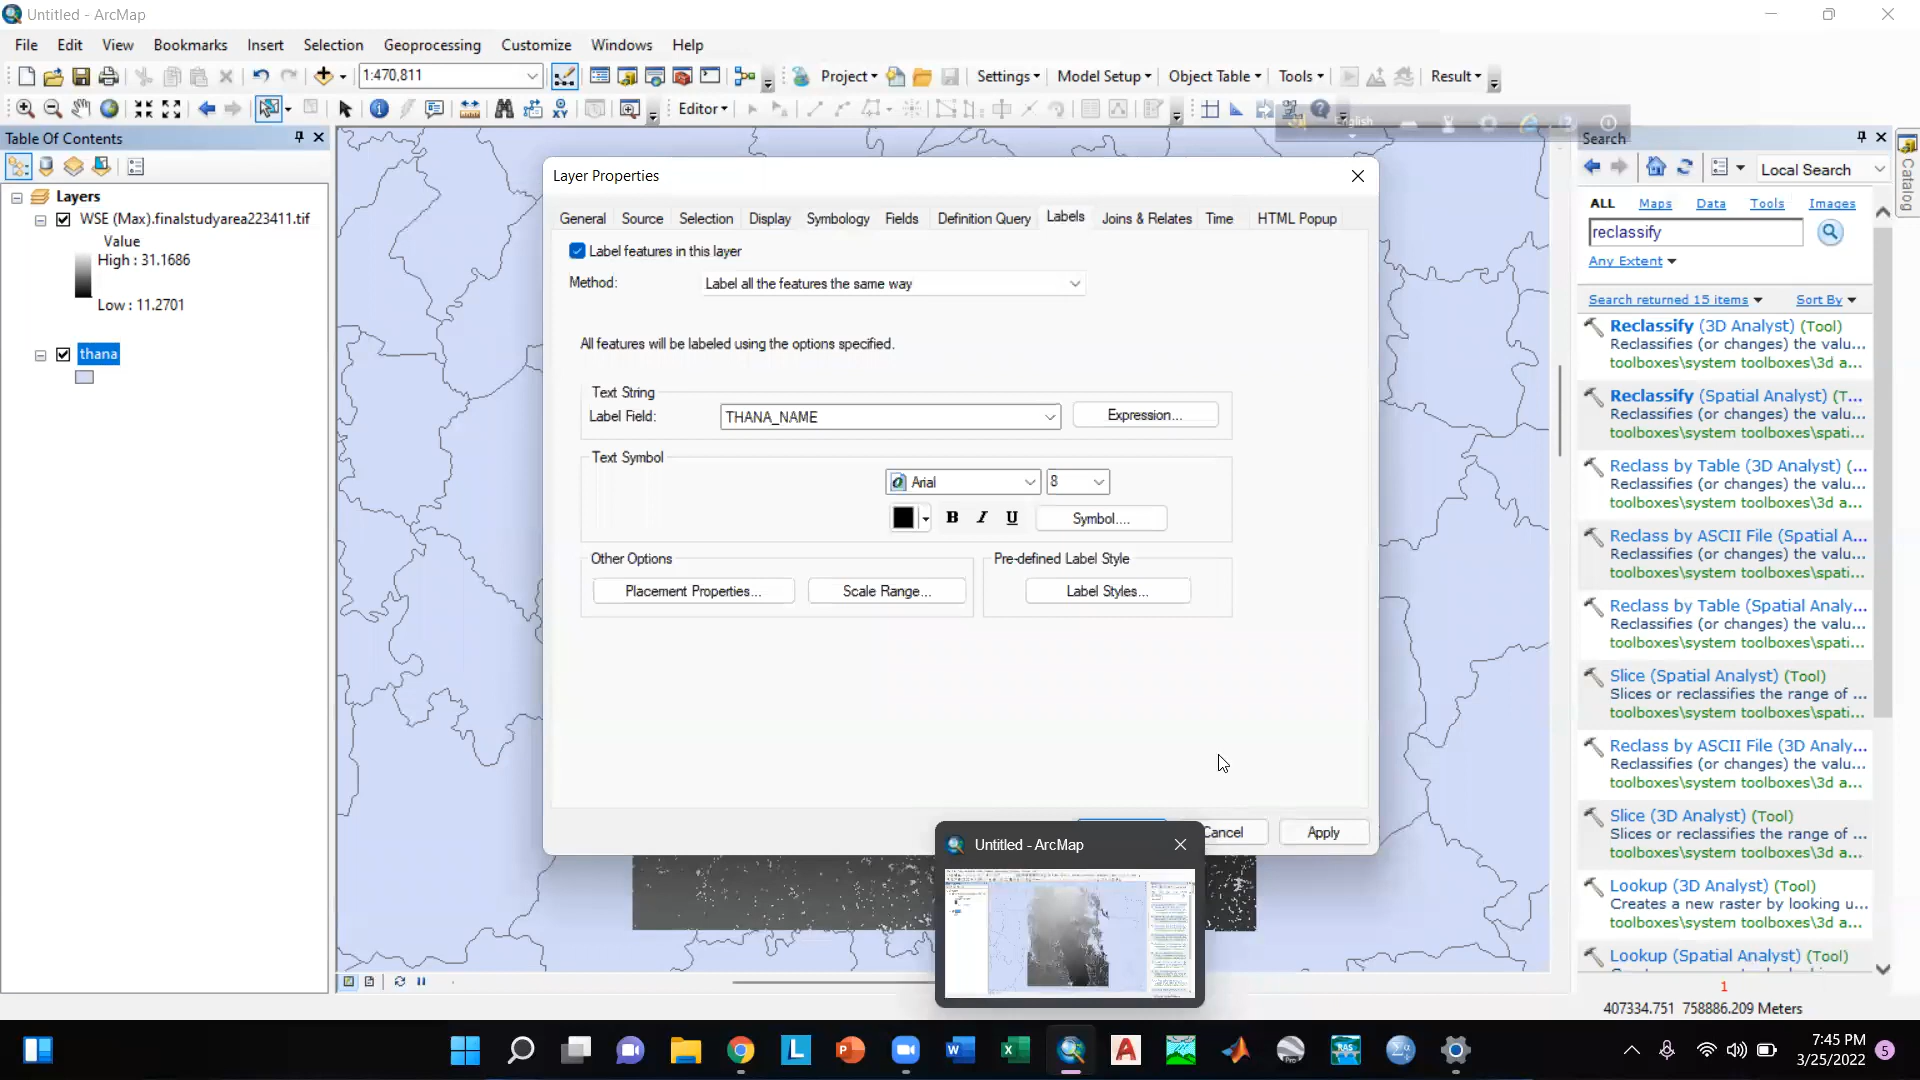 Untitled - ArcMap
File Edit View Bookmarks Insert Selection Geoprocessing Customize Windows Help
1:470,811 Project Settings Model Setup Object Table Tools Result
Editor
English
Table Of Contents
Layers
WSE (Max).finalstudyarea223411.tif
Value
High : 31.1686
Low : 11.2701
thana
Layer Properties
General Source Selection Display Symbology Fields Definition Query Labels Joins & Relates Time HTML Popup
Label features in this layer
Method: Label all the features the same way
All features will be labeled using the options specified.
Text String
Label Field: THANA_NAME Expression...
Text Symbol
Arial 8
B I U Symbol....
Other Options
Placement Properties... Scale Range...
Pre-defined Label Style
Label Styles...
Cancel Apply
Untitled - ArcMap
Search
Local Search
ALL Maps Data Tools Images
reclassify
Any Extent
Search returned 15 items Sort By
Reclassify (3D Analyst) (Tool)
Reclassifies (or changes) the valu...
toolboxes\system toolboxes\3d a...
Reclassify (Spatial Analyst) (T...
Reclassifies (or changes) the valu...
toolboxes\system toolboxes\spati...
Reclass by Table (3D Analyst) (...
Reclassifies (or changes) the valu...
toolboxes\system toolboxes\3d a...
Reclass by ASCII File (Spatial A...
Reclassifies (or changes) the valu...
toolboxes\system toolboxes\spati...
Reclass by Table (Spatial Analy...
Reclassifies (or changes) the valu...
toolboxes\system toolboxes\spati...
Slice (Spatial Analyst) (Tool)
Slices or reclassifies the range of ...
toolboxes\system toolboxes\spati...
Reclass by ASCII File (3D Analy...
Reclassifies (or changes) the valu...
toolboxes\system toolboxes\3d a...
Slice (3D Analyst) (Tool)
Slices or reclassifies the range of ...
toolboxes\system toolboxes\3d a...
Lookup (3D Analyst) (Tool)
Creates a new raster by looking u...
toolboxes\system toolboxes\3d a...
Lookup (Spatial Analyst) (Tool)
1
Catalog
407334.751 758886.209 Meters
7:45 PM
3/25/2022
5